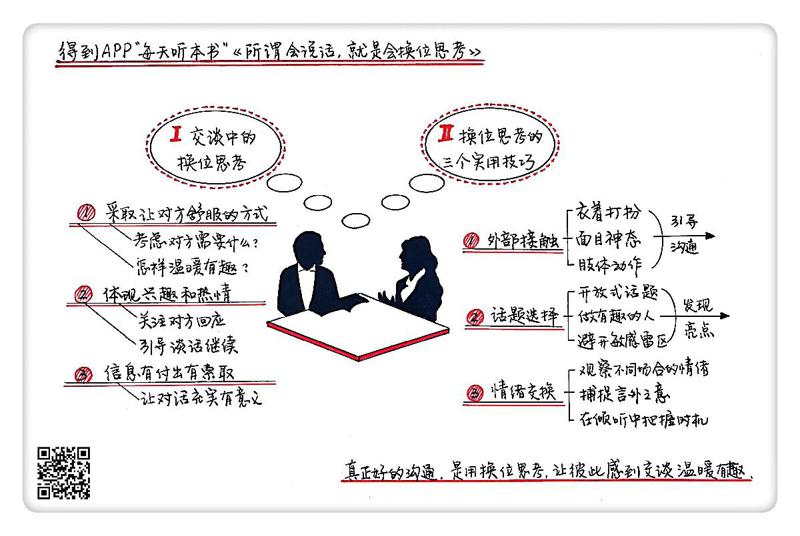 得到APP"每天听本书"《所谓会说话，就是会换位思考》
Ⅰ 交谈中的
换位思考
① 采取让对方舒服的方式
考虑对方需要什么？
怎样温暖有趣？
② 体现兴趣和热情
关注对方回应
引导谈话继续
③ 信息有付出有索取
让对话充实有意义
Ⅱ 换位思考的
三个实用技巧
① 外部接触
衣着打扮
面目神态
肢体动作
引导
沟通
② 话题选择
开放式话题
做有趣的人
避开敏感雷区
发现
亮点
③ 情绪交换
观察不同场合的情绪
捕捉言外之意
在倾听中把握时机
真正好的沟通，是用换位思考，让彼此感到交谈温暖有趣.